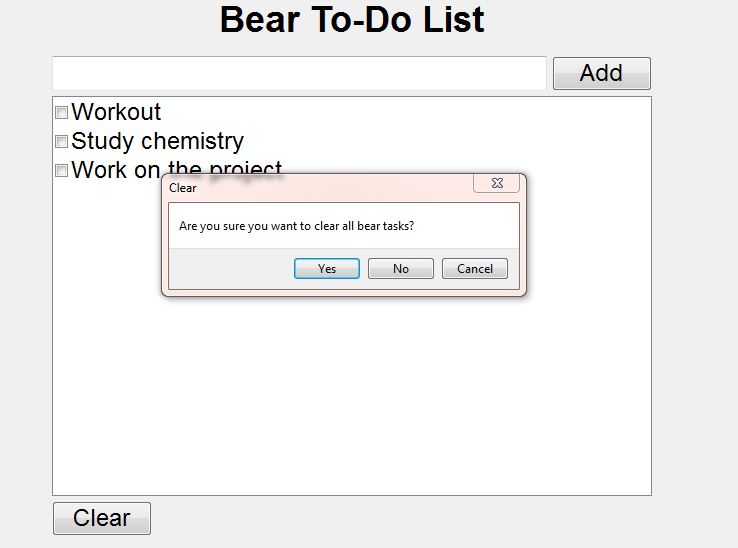 Bear To-Do List
Add
Workout
Study chemistry
Work on the project
Clear
Are you sure you want to clear all bear tasks?
Yes No Cancel
Clear